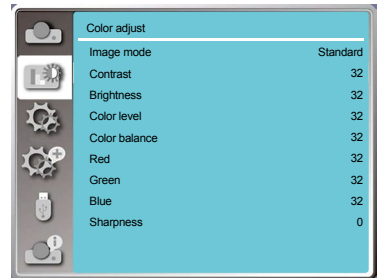 Color adjust
Image mode Standard
Contrast 32
Brightness 32
Color level 32
Color balance 32
Red 32
Green 32
Blue 32
Sharpness 0